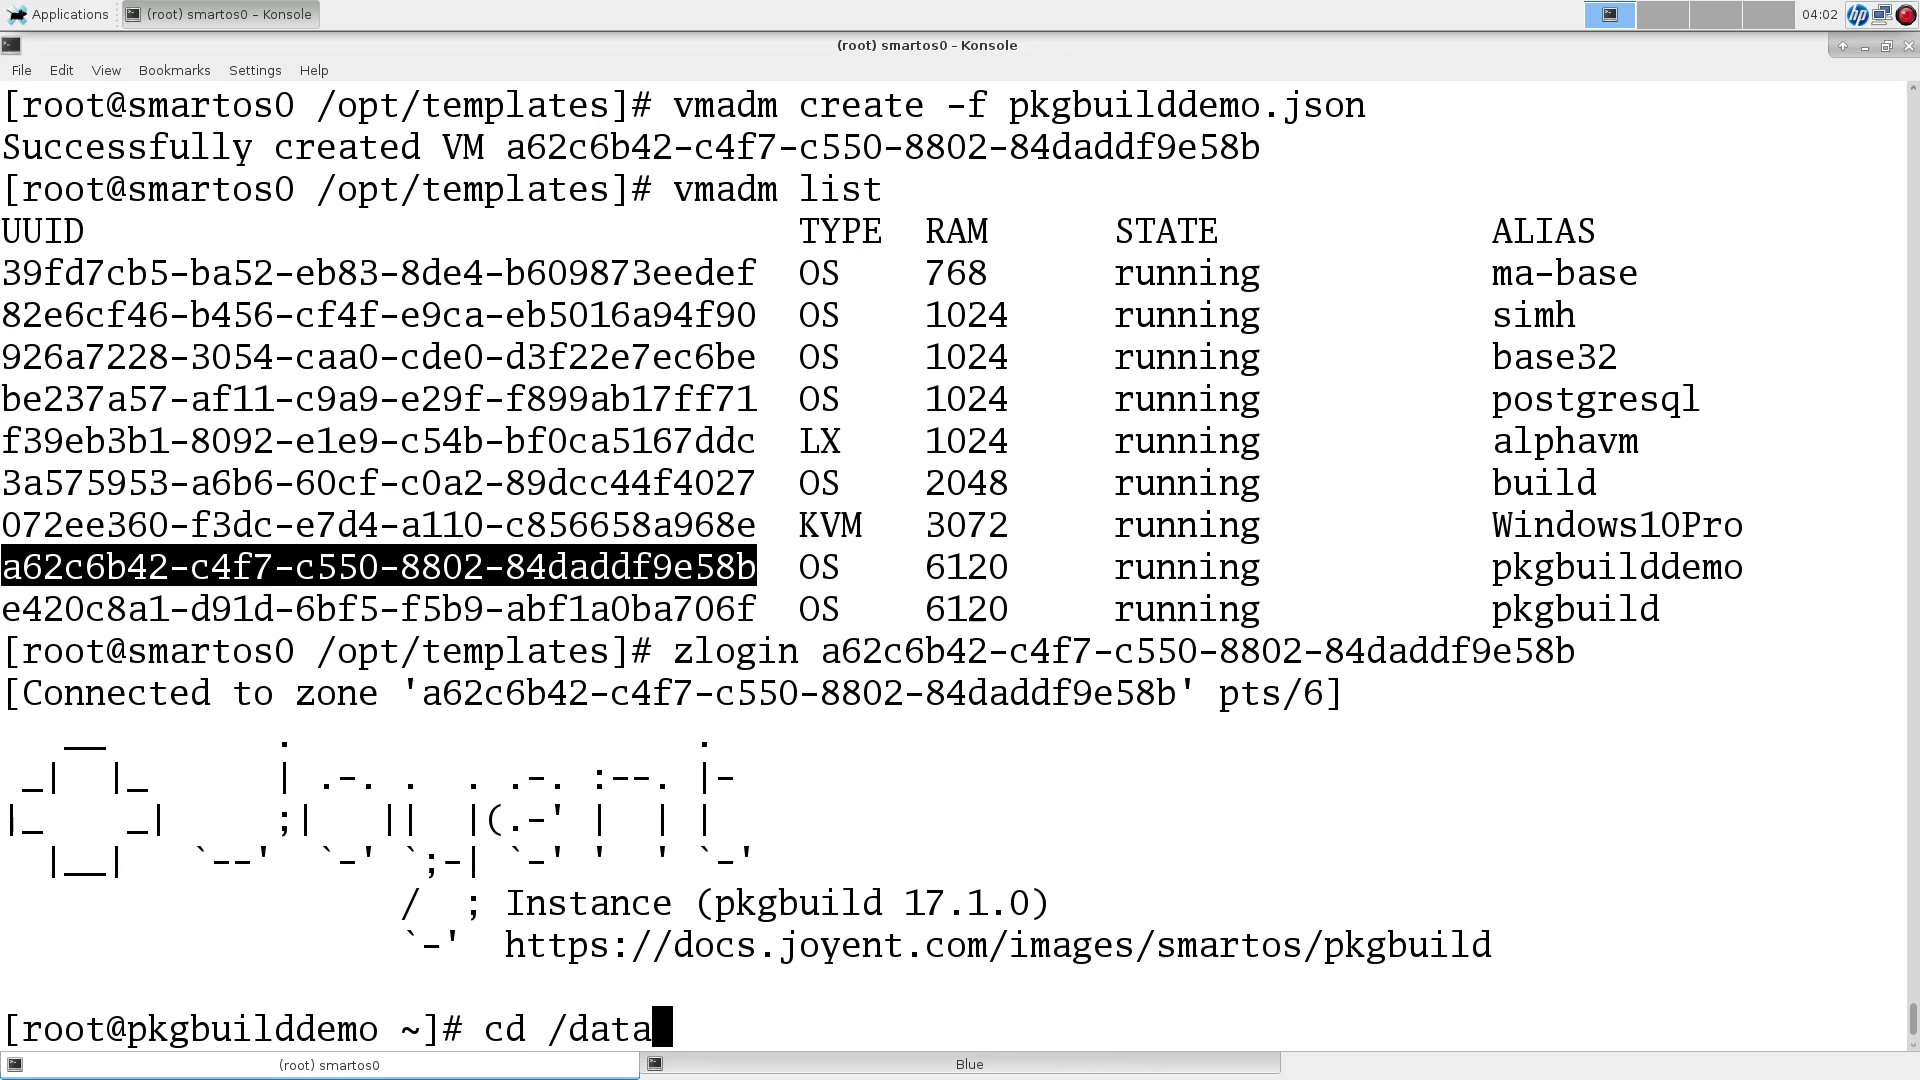 Applications (root) smartos0 – Konsole 04:02
(root) smartos0 – Konsole
File Edit View Bookmarks Settings Help
[root@smartos0 /opt/templates]# vmadm create -f pkgbuilddemo.json
Successfully created VM a62c6b42-c4f7-c550-8802-84daddf9e58b
[root@smartos0 /opt/templates]# vmadm list
UUID TYPE RAM STATE ALIAS
39fd7cb5-ba52-eb83-8de4-b609873eedef OS 768 running ma-base
82e6cf46-b456-cf4f-e9ca-eb5016a94f90 OS 1024 running simh
926a7228-3054-caa0-cde0-d3f22e7ec6be OS 1024 running base32
be237a57-af11-c9a9-e29f-f899ab17ff71 OS 1024 running postgresql
f39eb3b1-8092-e1e9-c54b-bf0ca5167ddc LX 1024 running alphavm
3a575953-a6b6-60cf-c0a2-89dcc44f4027 OS 2048 running build
072ee360-f3dc-e7d4-a110-c856658a968e KVM 3072 running Windows10Pro
a62c6b42-c4f7-c550-8802-84daddf9e58b OS 6120 running pkgbuilddemo
e420c8a1-d91d-6bf5-f5b9-abf1a0ba706f OS 6120 running pkgbuild
[root@smartos0 /opt/templates]# zlogin a62c6b42-c4f7-c550-8802-84daddf9e58b
[Connected to zone 'a62c6b42-c4f7-c550-8802-84daddf9e58b' pts/6]
   __        .                   .
 _|  |_      | .-. .  . .-. :--. |-
|_    _|     ;|   ||  |(.-' |  | |
  |__|   `--'  `-' `;-| `-' '  ' `-'
                   /  ; Instance (pkgbuild 17.1.0)
                   `-'  https://docs.joyent.com/images/smartos/pkgbuild
[root@pkgbuilddemo ~]# cd /data
(root) smartos0 Blue